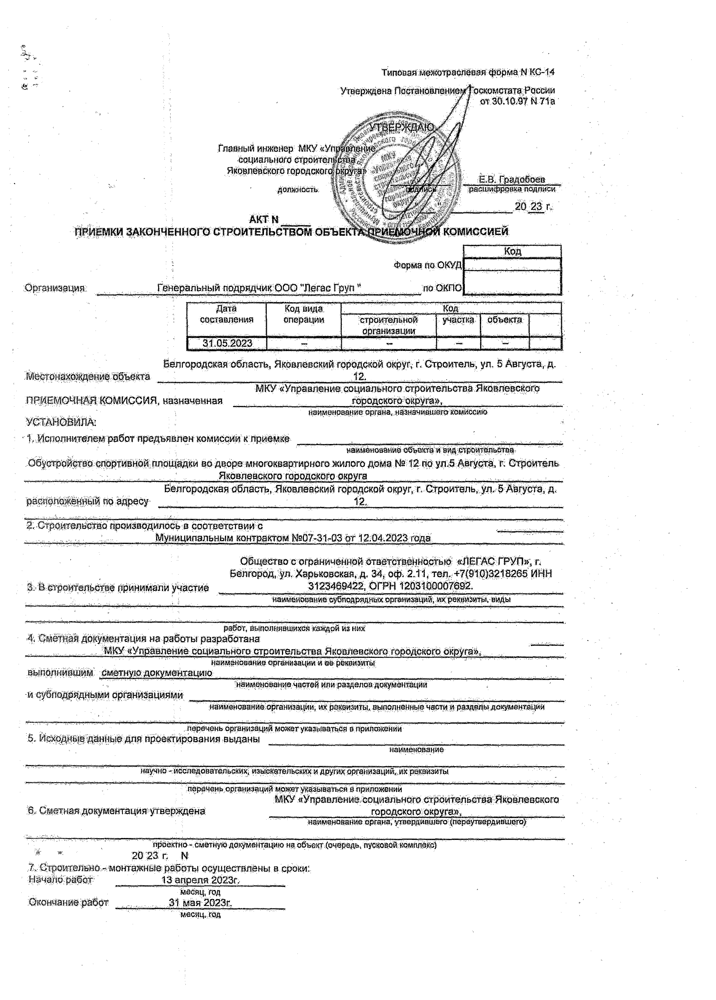 Типовая межотраслевая форма N КС-14
Утверждена Постановлением Госкомстата России
от 30.10.97 N 71а
УТВЕРЖДАЮ
Главный инженер МКУ «Управление
социального строительства
Яковлевского городского округа»
Е.В. Градобоев
должность
подпись
расшифровка подписи
" 20 23 г.
АКТ N
ПРИЕМКИ ЗАКОНЧЕННОГО СТРОИТЕЛЬСТВОМ ОБЪЕКТА ПРИЕМОЧНОЙ КОМИССИЕЙ
Код
Форма по ОКУД
Организация Генеральный подрядчик ООО "Легас Груп " по ОКПО
Дата Код вида Код
составления операции строительной участка объекта
организации
31.05.2023 – – – –
Белгородская область, Яковлевский городской округ, г. Строитель, ул. 5 Августа, д.
Местонахождение объекта 12.
МКУ «Управление социального строительства Яковлевского
ПРИЕМОЧНАЯ КОМИССИЯ, назначенная городского округа»,
наименование органа, назначившего комиссию
УСТАНОВИЛА:
1. Исполнителем работ предъявлен комиссии к приемке
наименование объекта и вид строительства
Обустройство спортивной площадки во дворе многоквартирного жилого дома № 12 по ул.5 Августа, г. Строитель
Яковлевского городского округа
Белгородская область, Яковлевский городской округ, г. Строитель, ул. 5 Августа, д.
расположенный по адресу 12.
2. Строительство производилось в соответствии с
Муниципальным контрактом №07-31-03 от 12.04.2023 года
Общество с ограниченной ответственностью «ЛЕГАС ГРУП», г.
Белгород, ул. Харьковская, д. 34, оф. 2.11, тел. +7(910)3218265 ИНН
3. В строительстве принимали участие 3123469422, ОГРН 1203100007692.
наименование субподрядных организаций, их реквизиты, виды
работ, выполнявшихся каждой из них
4. Сметная документация на работы разработана
МКУ «Управление социального строительства Яковлевского городского округа»,
наименование организации и ее реквизиты
выполнившим сметную документацию
наименование частей или разделов документации
и субподрядными организациями
наименование организации, их реквизиты, выполненные части и разделы документации
перечень организаций может указываться в приложении
5. Исходные данные для проектирования выданы
наименование
научно - исследовательских, изыскательских и других организаций, их реквизиты
перечень организаций может указываться в приложении
МКУ «Управление социального строительства Яковлевского
6. Сметная документация утверждена городского округа»,
наименование органа, утвердившего (переутвердившего)
проектно - сметную документацию на объект (очередь, пусковой комплекс)
" " 20 23 г. N
7. Строительно - монтажные работы осуществлены в сроки:
Начало работ 13 апреля 2023г.
месяц, год
Окончание работ 31 мая 2023г.
месяц, год